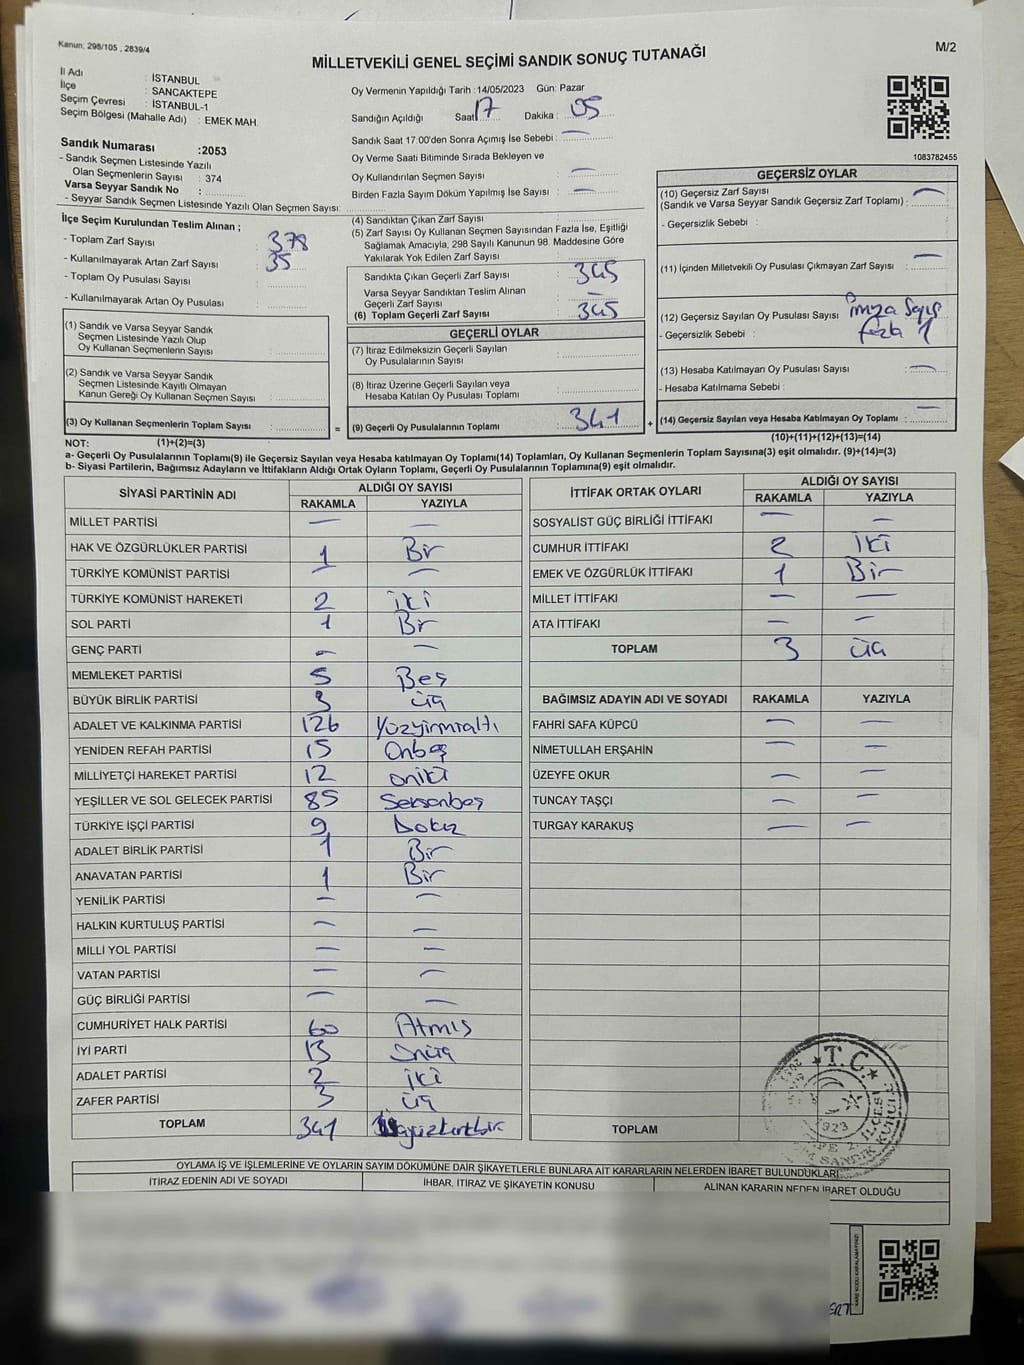 Kanun; 298/105 , 2839/4
MİLLETVEKİLİ GENEL SEÇİMİ SANDIK SONUÇ TUTANAĞI
M/2
İl Adı : İSTANBUL
İlçe : SANCAKTEPE
Seçim Çevresi : İSTANBUL-1
Seçim Bölgesi (Mahalle Adı) : EMEK MAH.
Oy Vermenin Yapıldığı Tarih : 14/05/2023 Gün: Pazar
Sandığın Açıldığı Saat 17 Dakika : 05
Sandık Saat 17:00'den Sonra Açımış İse Sebebi : —
Oy Verme Saati Bitiminde Sırada Bekleyen ve
Oy Kullandırılan Seçmen Sayısı —
Birden Fazla Sayım Döküm Yapılmış İse Sayısı —
1083782455
Sandık Numarası : 2053
- Sandık Seçmen Listesinde Yazılı
Olan Seçmenlerin Sayısı : 374
Varsa Seyyar Sandık No :
- Seyyar Sandık Seçmen Listesinde Yazılı Olan Seçmen Sayısı:
İlçe Seçim Kurulundan Teslim Alınan ;
- Toplam Zarf Sayısı : 378
- Kullanılmayarak Artan Zarf Sayısı : 35
- Toplam Oy Pusulası Sayısı :
- Kullanılmayarak Artan Oy Pusulası :
(1) Sandık ve Varsa Seyyar Sandık
Seçmen Listesinde Yazılı Olup
Oy Kullanan Seçmenlerin Sayısı :
(2) Sandık ve Varsa Seyyar Sandık
Seçmen Listesinde Kayıtlı Olmayan
Kanun Gereği Oy Kullanan Seçmen Sayısı :
(3) Oy Kullanan Seçmenlerin Toplam Sayısı :
(4) Sandıktan Çıkan Zarf Sayısı :
(5) Zarf Sayısı Oy Kullanan Seçmen Sayısından Fazla İse, Eşitliği
Sağlamak Amacıyla, 298 Sayılı Kanunun 98. Maddesine Göre
Yakılarak Yok Edilen Zarf Sayısı :
Sandıkta Çıkan Geçerli Zarf Sayısı : 345
Varsa Seyyar Sandıktan Teslim Alınan
Geçerli Zarf Sayısı : —
(6) Toplam Geçerli Zarf Sayısı : 345
GEÇERLİ OYLAR
(7) İtiraz Edilmeksizin Geçerli Sayılan
Oy Pusulalarının Sayısı :
(8) İtiraz Üzerine Geçerli Sayılan veya
Hesaba Katılan Oy Pusulası Toplamı :
= (9) Geçerli Oy Pusulalarının Toplamı : 341 +
GEÇERSİZ OYLAR
(10) Geçersiz Zarf Sayısı
(Sandık ve Varsa Seyyar Sandık Geçersiz Zarf Toplamı) : —
- Geçersizlik Sebebi :
(11) İçinden Milletvekili Oy Pusulası Çıkmayan Zarf Sayısı : —
(12) Geçersiz Sayılan Oy Pusulası Sayısı : imza Sayıs
- Geçersizlik Sebebi : fazla 1
(13) Hesaba Katılmayan Oy Pusulası Sayısı : —
- Hesaba Katılmama Sebebi :
(14) Geçersiz Sayılan veya Hesaba Katılmayan Oy Toplamı : —
NOT: (1)+(2)=(3)
(10)+(11)+(12)+(13)=(14)
a- Geçerli Oy Pusulalarının Toplamı(9) ile Geçersiz Sayılan veya Hesaba Katılmayan Oy Toplamı(14) Toplamları, Oy Kullanan Seçmenlerin Toplam Sayısına(3) eşit olmalıdır. (9)+(14)=(3)
b- Siyasi Partilerin, Bağımsız Adayların ve İttifakların Aldığı Ortak Oyların Toplamı, Geçerli Oy Pusulalarının Toplamına(9) eşit olmalıdır.
SİYASİ PARTİNİN ADI
ALDIĞI OY SAYISI
RAKAMLA YAZIYLA
MİLLET PARTİSİ — —
HAK VE ÖZGÜRLÜKLER PARTİSİ 1 Bir
TÜRKİYE KOMÜNİST PARTİSİ — —
TÜRKİYE KOMÜNİST HAREKETİ 2 iki
SOL PARTİ 1 Bir
GENÇ PARTİ — —
MEMLEKET PARTİSİ 5 Beş
BÜYÜK BİRLİK PARTİSİ 3 üç
ADALET VE KALKINMA PARTİSİ 126 Yüzyirmialtı
YENİDEN REFAH PARTİSİ 15 Onbeş
MİLLİYETÇİ HAREKET PARTİSİ 12 oniki
YEŞİLLER VE SOL GELECEK PARTİSİ 85 Seksenbeş
TÜRKİYE İŞÇİ PARTİSİ 9 Dokuz
ADALET BİRLİK PARTİSİ 1 Bir
ANAVATAN PARTİSİ 1 Bir
YENİLİK PARTİSİ — —
HALKIN KURTULUŞ PARTİSİ — —
MİLLİ YOL PARTİSİ — —
VATAN PARTİSİ — —
GÜÇ BİRLİĞİ PARTİSİ — —
CUMHURİYET HALK PARTİSİ 60 Atmış
İYİ PARTİ 13 Onüç
ADALET PARTİSİ 2 iki
ZAFER PARTİSİ 3 üç
TOPLAM 341
İTTİFAK ORTAK OYLARI
ALDIĞI OY SAYISI
RAKAMLA YAZIYLA
SOSYALİST GÜÇ BİRLİĞİ İTTİFAKI — —
CUMHUR İTTİFAKI 2 İki
EMEK VE ÖZGÜRLÜK İTTİFAKI 1 Bir
MİLLET İTTİFAKI — —
ATA İTTİFAKI — —
TOPLAM 3 üç
BAĞIMSIZ ADAYIN ADI VE SOYADI RAKAMLA YAZIYLA
FAHRİ SAFA KÜPCÜ — —
NİMETULLAH ERŞAHİN — —
ÜZEYFE OKUR — —
TUNCAY TAŞÇI — —
TURGAY KARAKUŞ — —
TOPLAM
T.C.
OYLAMA İŞ VE İŞLEMLERİNE VE OYLARIN SAYIM DÖKÜMÜNE DAİR ŞİKAYETLERLE BUNLARA AİT KARARLARIN NELERDEN İBARET BULUNDUKLARI
İTİRAZ EDENİN ADI VE SOYADI
İHBAR, İTİRAZ VE ŞİKAYETİN KONUSU
ALINAN KARARIN NEDEN İBARET OLDUĞU